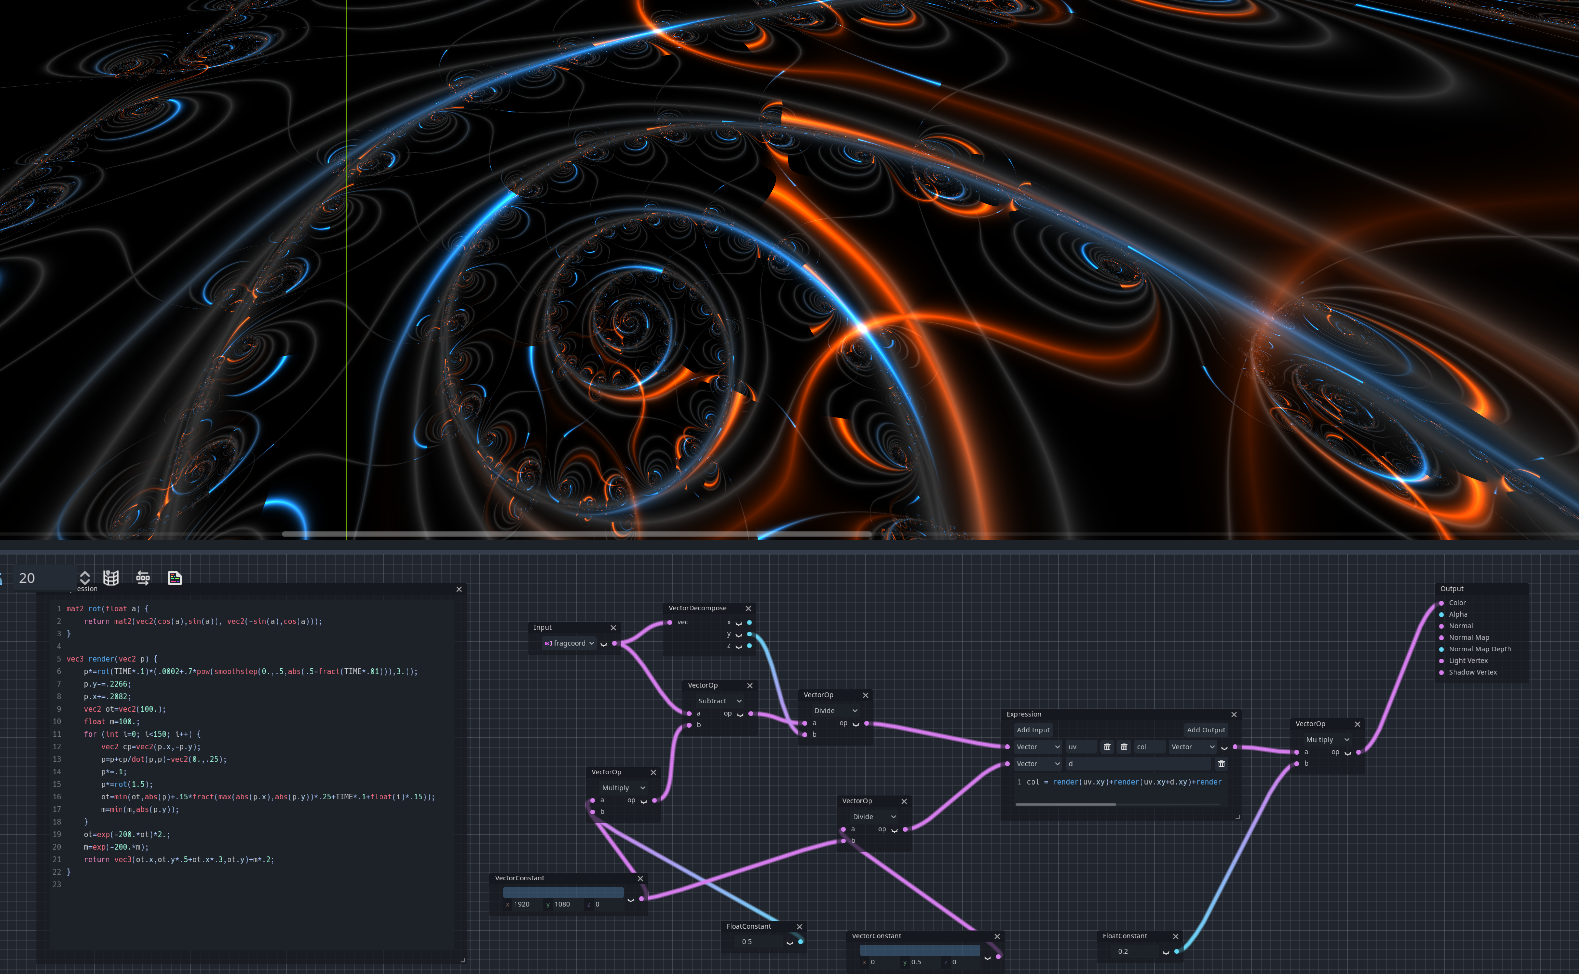 20
ession
1 mat2 rot(float a) {
2 return mat2(vec2(cos(a),sin(a)), vec2(-sin(a),cos(a)));
3 }
4
5 vec3 render(vec2 p) {
6 p*=rot(TIME*.1)*(.0002+.7*pow(smoothstep(0.,.5,abs(.5-fract(TIME*.01))),3.));
7 p.y-=.2266;
8 p.x+=.2082;
9 vec2 ot=vec2(100.);
10 float m=100.;
11 for (int i=0; i<150; i++) {
12 vec2 cp=vec2(p.x,-p.y);
13 p=p+cp/dot(p,p)-vec2(0.,.25);
14 p*=.1;
15 p*=rot(1.5);
16 ot=min(ot,abs(p)+.15*fract(max(abs(p.x),abs(p.y))*.25+TIME*.1+float(i)*.15));
17 m=min(m,abs(p.y));
18 }
19 ot=exp(-200.*ot)*2.;
20 m=exp(-200.*m);
21 return vec3(ot.x,ot.y*.5+ot.x*.3,ot.y)+m*.2;
22 }
23
Input
fragcoord
VectorDecompose
vec
x
y
z
VectorOp
Subtract
a op
b
VectorOp
Divide
a op
b
VectorOp
Multiply
a op
b
VectorConstant
x 1920 y 1080 z 0
FloatConstant
0.5
VectorOp
Divide
a op
b
VectorConstant
x 0 y 0.5 z 0
Expression
Add Input Add Output
Vector uv col Vector
Vector d
1 col = render(uv.xy)+render(uv.xy+d.xy)+render
FloatConstant
0.2
VectorOp
Multiply
a op
b
Output
Color
Alpha
Normal
Normal Map
Normal Map Depth
Light Vertex
Shadow Vertex